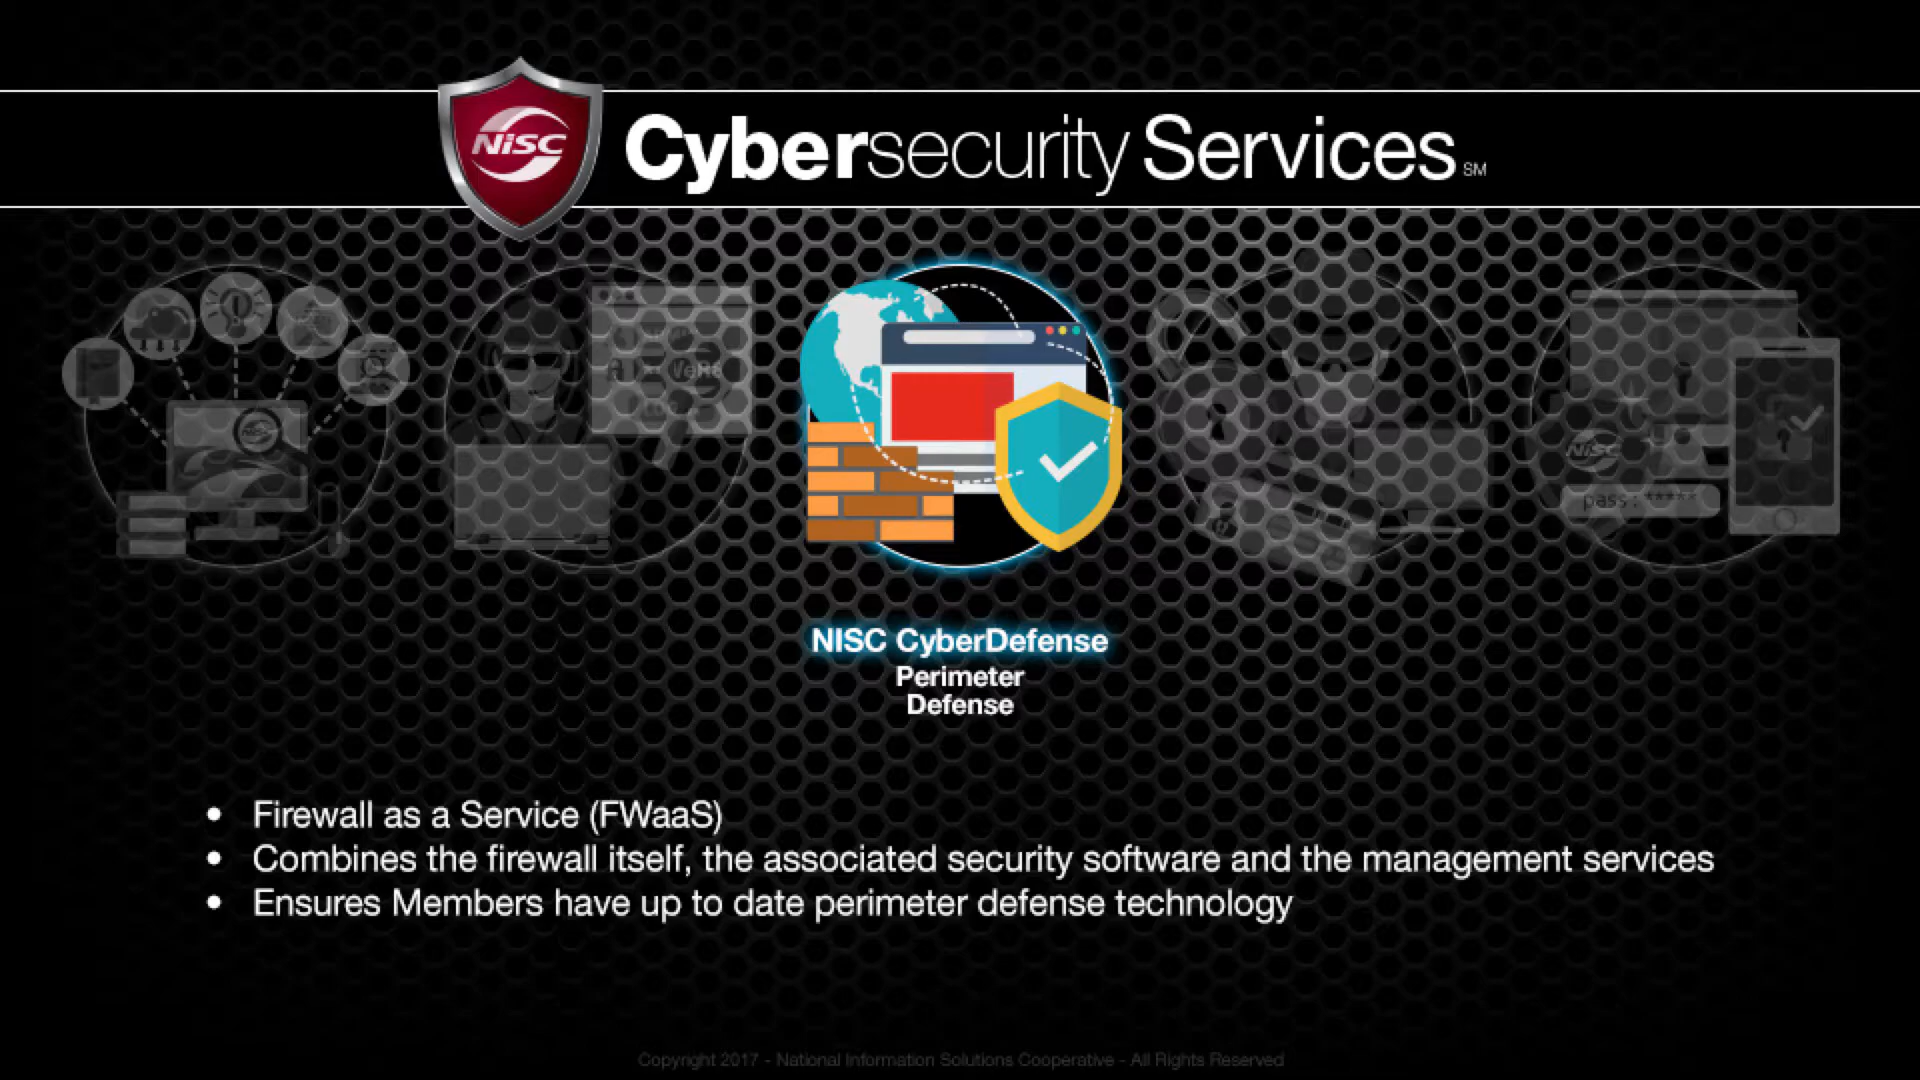 NISC
Cybersecurity Services SM
NISC
pass: *****
NISC CyberDefense
Perimeter
Defense
• Firewall as a Service (FWaaS)
• Combines the firewall itself, the associated security software and the management services
• Ensures Members have up to date perimeter defense technology
Copyright 2017 - National Information Solutions Cooperative - All Rights Reserved